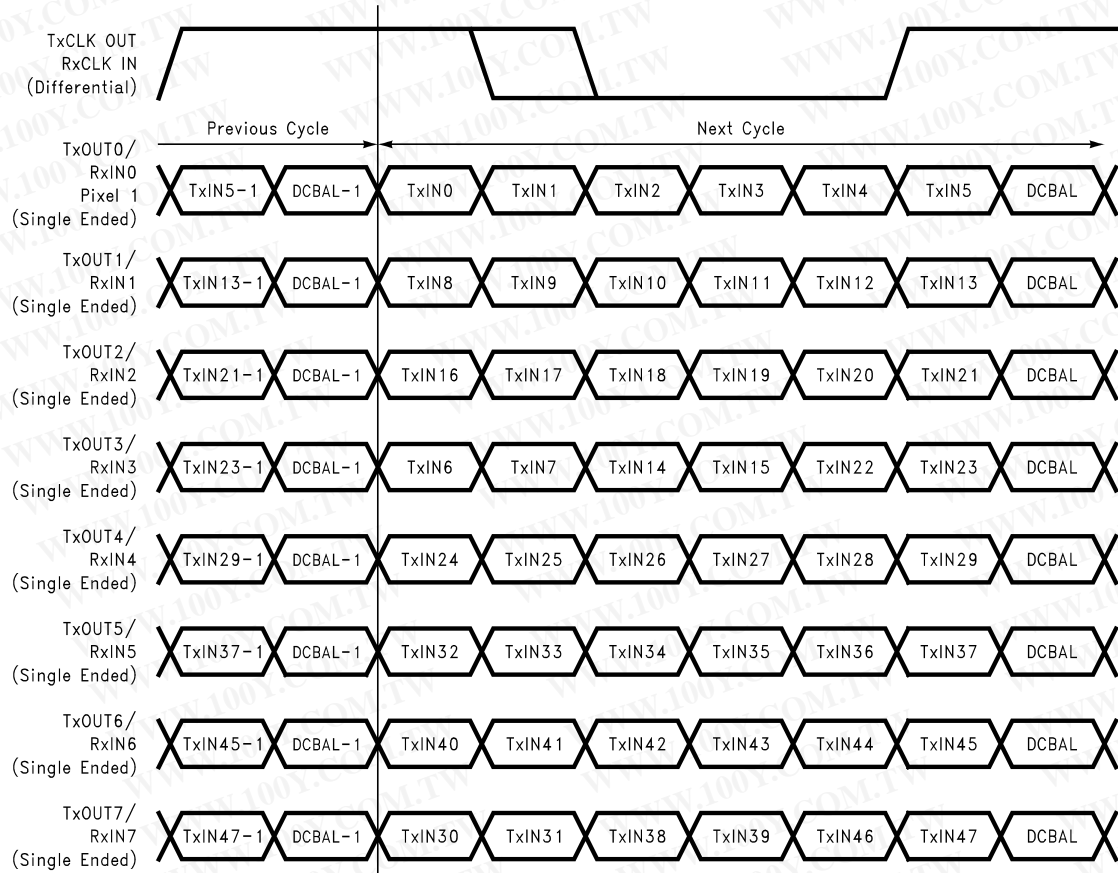 TxCLK OUT
RxCLK IN
(Differential)
Previous Cycle Next Cycle
TxOUT0/
RxIN0
Pixel 1
(Single Ended)
TxIN5-1 DCBAL-1 TxIN0 TxIN1 TxIN2 TxIN3 TxIN4 TxIN5 DCBAL
TxOUT1/
RxIN1
(Single Ended)
TxIN13-1 DCBAL-1 TxIN8 TxIN9 TxIN10 TxIN11 TxIN12 TxIN13 DCBAL
TxOUT2/
RxIN2
(Single Ended)
TxIN21-1 DCBAL-1 TxIN16 TxIN17 TxIN18 TxIN19 TxIN20 TxIN21 DCBAL
TxOUT3/
RxIN3
(Single Ended)
TxIN23-1 DCBAL-1 TxIN6 TxIN7 TxIN14 TxIN15 TxIN22 TxIN23 DCBAL
TxOUT4/
RxIN4
(Single Ended)
TxIN29-1 DCBAL-1 TxIN24 TxIN25 TxIN26 TxIN27 TxIN28 TxIN29 DCBAL
TxOUT5/
RxIN5
(Single Ended)
TxIN37-1 DCBAL-1 TxIN32 TxIN33 TxIN34 TxIN35 TxIN36 TxIN37 DCBAL
TxOUT6/
RxIN6
(Single Ended)
TxIN45-1 DCBAL-1 TxIN40 TxIN41 TxIN42 TxIN43 TxIN44 TxIN45 DCBAL
TxOUT7/
RxIN7
(Single Ended)
TxIN47-1 DCBAL-1 TxIN30 TxIN31 TxIN38 TxIN39 TxIN46 TxIN47 DCBAL
WWW.100Y.COM.TW